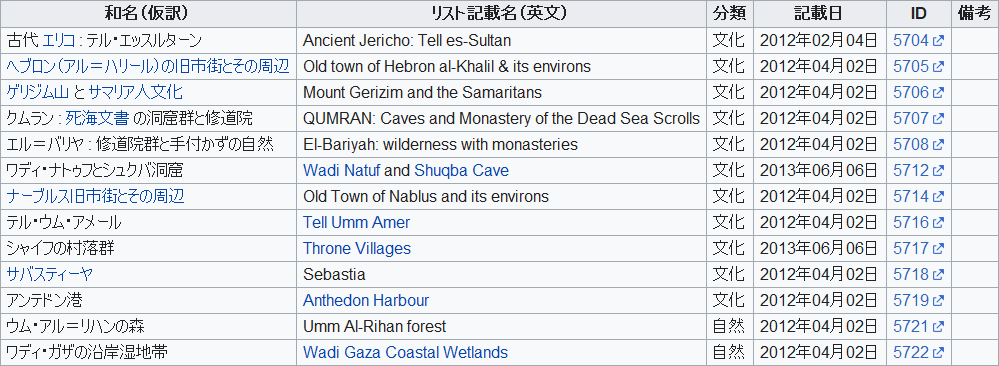 和名（仮訳） リスト記載名（英文） 分類 記載日 ID 備考
古代 エリコ : テル・エッスルターン Ancient Jericho: Tell es-Sultan 文化 2012年02月04日 5704
ヘブロン（アル＝ハリール）の旧市街とその周辺 Old town of Hebron al-Khalil & its environs 文化 2012年04月02日 5705
ゲリジム山 と サマリア人文化 Mount Gerizim and the Samaritans 文化 2012年04月02日 5706
クムラン : 死海文書 の洞窟群と修道院 QUMRAN: Caves and Monastery of the Dead Sea Scrolls 文化 2012年04月02日 5707
エル＝バリヤ : 修道院群と手付かずの自然 El-Bariyah: wilderness with monasteries 文化 2012年04月02日 5708
ワディ・ナトゥフとシュクバ洞窟 Wadi Natuf and Shuqba Cave 文化 2013年06月06日 5712
ナーブルス旧市街とその周辺 Old Town of Nablus and its environs 文化 2012年04月02日 5714
テル・ウム・アメール Tell Umm Amer 文化 2012年04月02日 5716
シャイフの村落群 Throne Villages 文化 2013年06月06日 5717
サバスティーヤ Sebastia 文化 2012年04月02日 5718
アンテドン港 Anthedon Harbour 文化 2012年04月02日 5719
ウム・アル＝リハンの森 Umm Al-Rihan forest 自然 2012年04月02日 5721
ワディ・ガザの沿岸湿地帯 Wadi Gaza Coastal Wetlands 自然 2012年04月02日 5722